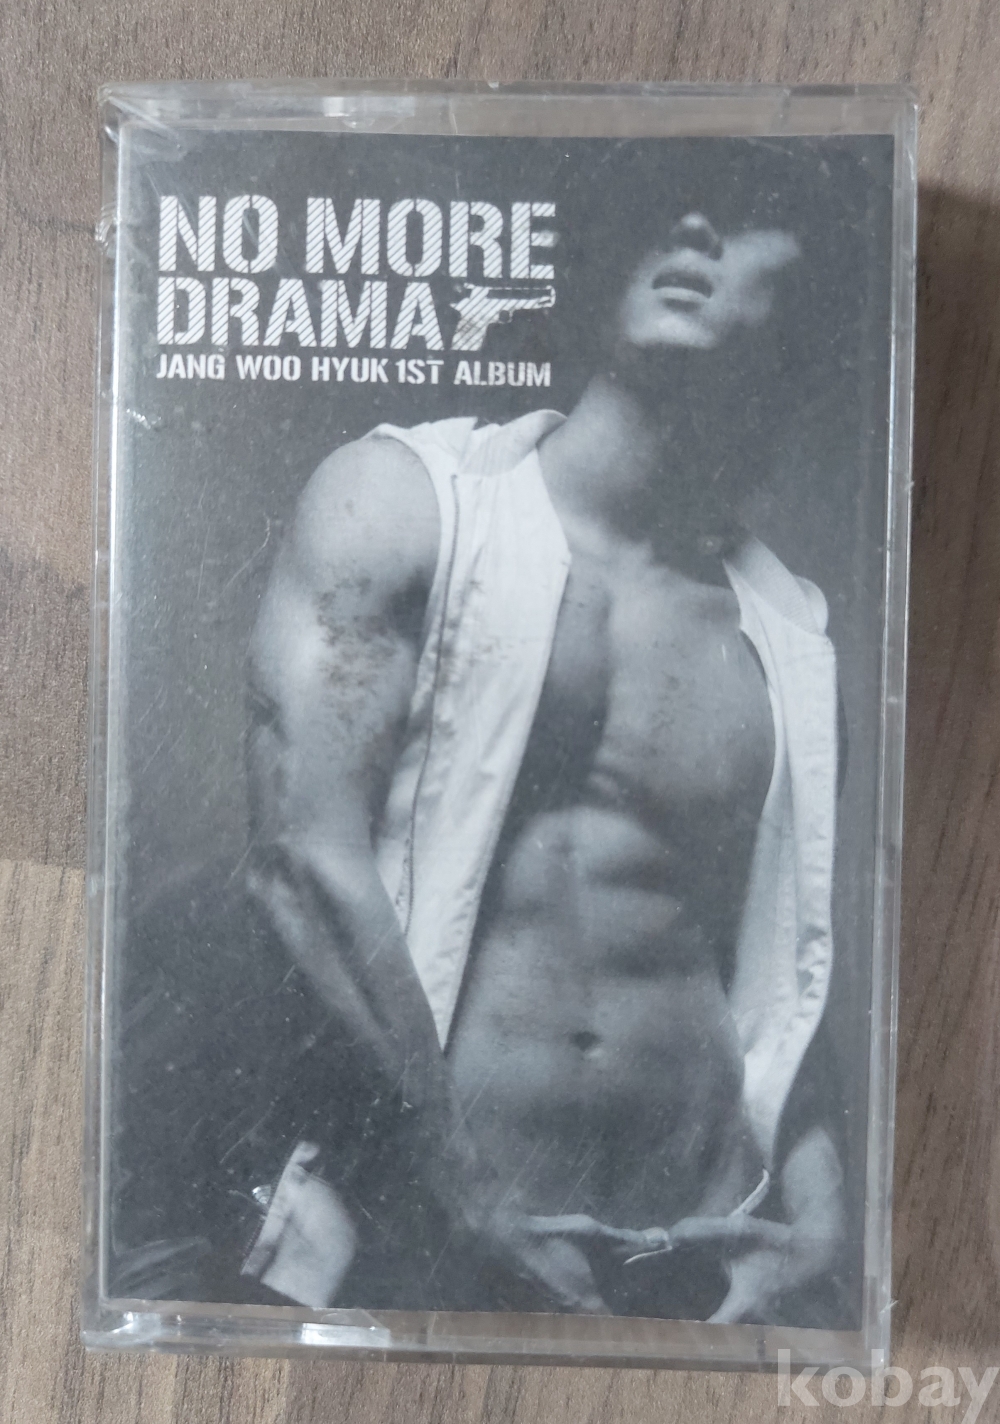 NO MORE
DRAMA
JANG WOO HYUK 1ST ALBUM
kobay